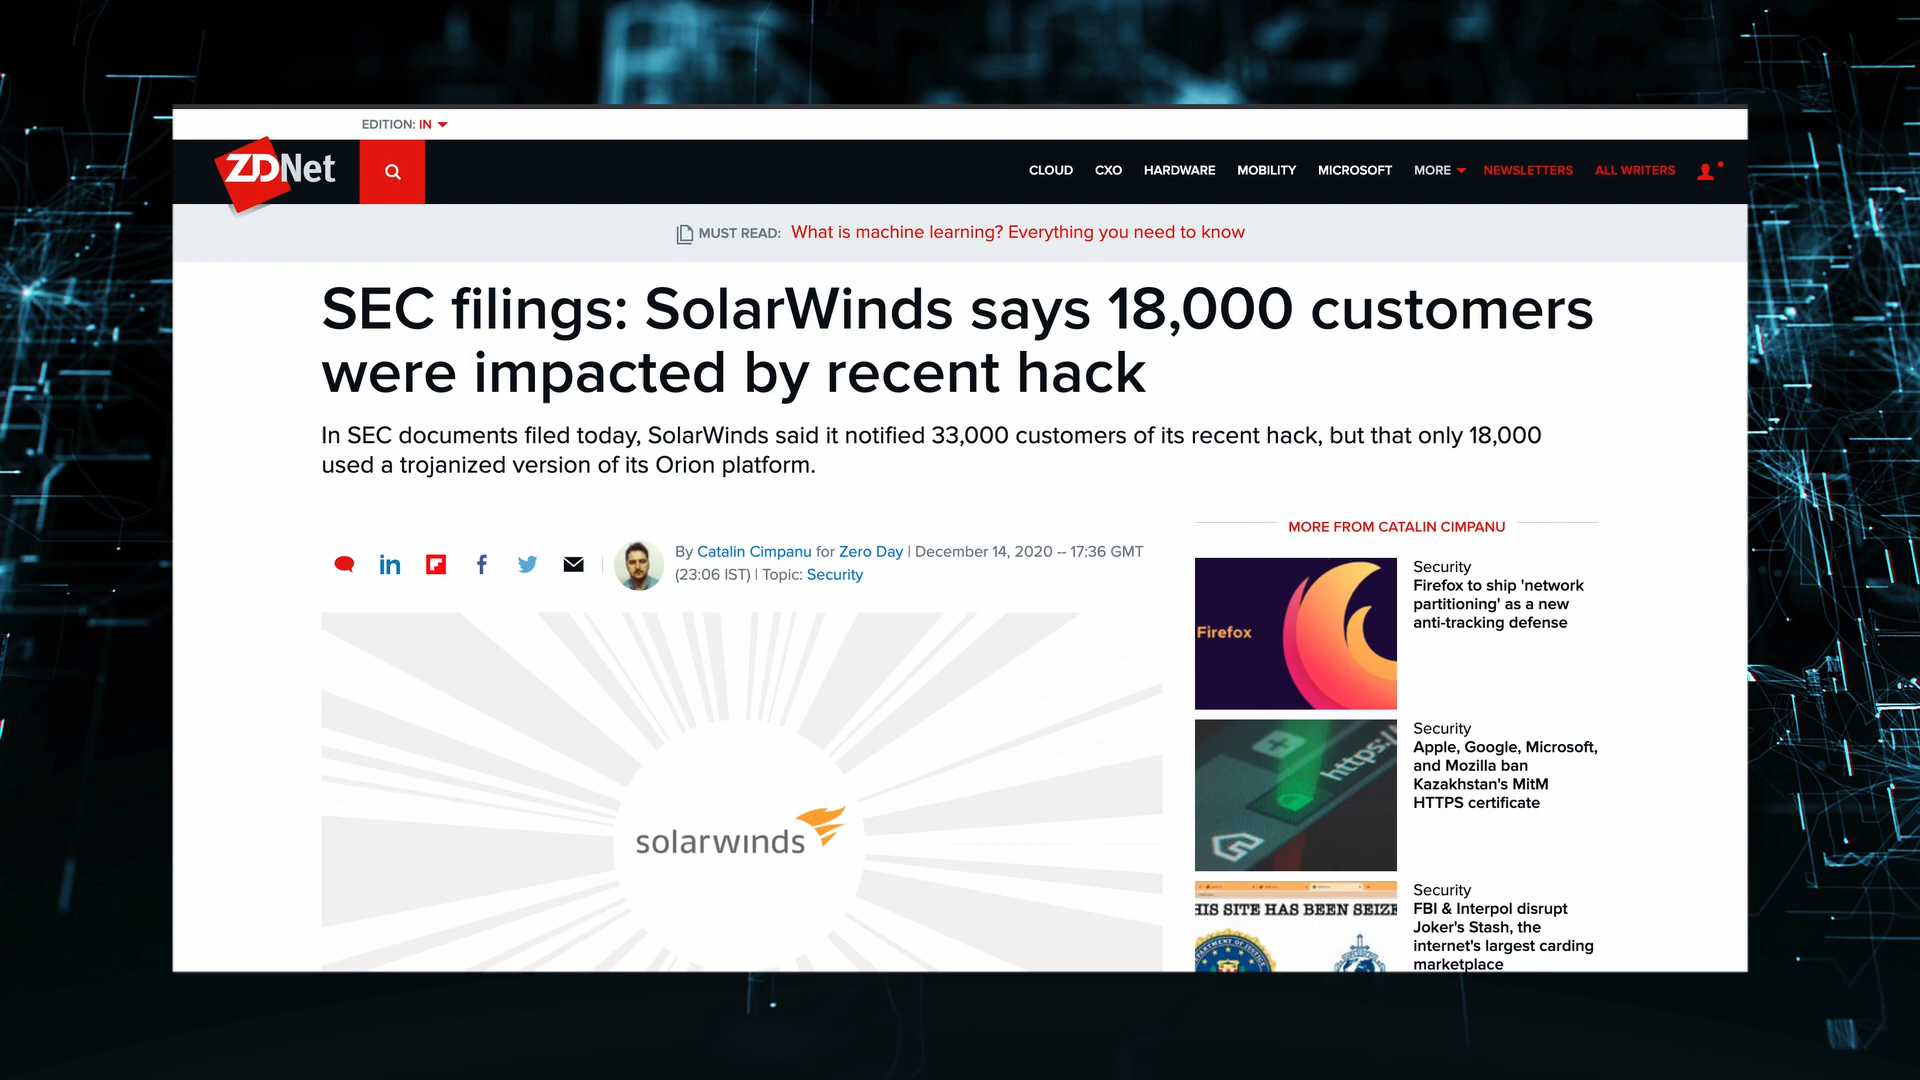 EDITION: IN
ZDNet
CLOUD CXO HARDWARE MOBILITY MICROSOFT MORE NEWSLETTERS ALL WRITERS
MUST READ: What is machine learning? Everything you need to know
SEC filings: SolarWinds says 18,000 customers
were impacted by recent hack
In SEC documents filed today, SolarWinds said it notified 33,000 customers of its recent hack, but that only 18,000
used a trojanized version of its Orion platform.
By Catalin Cimpanu for Zero Day | December 14, 2020 -- 17:36 GMT
(23:06 IST) | Topic: Security
solarwinds
MORE FROM CATALIN CIMPANU
Firefox
Security
Firefox to ship 'network
partitioning' as a new
anti-tracking defense
https:/
Security
Apple, Google, Microsoft,
and Mozilla ban
Kazakhstan's MitM
HTTPS certificate
HIS SITE HAS BEEN SEIZE
Security
FBI & Interpol disrupt
Joker's Stash, the
internet's largest carding
marketplace